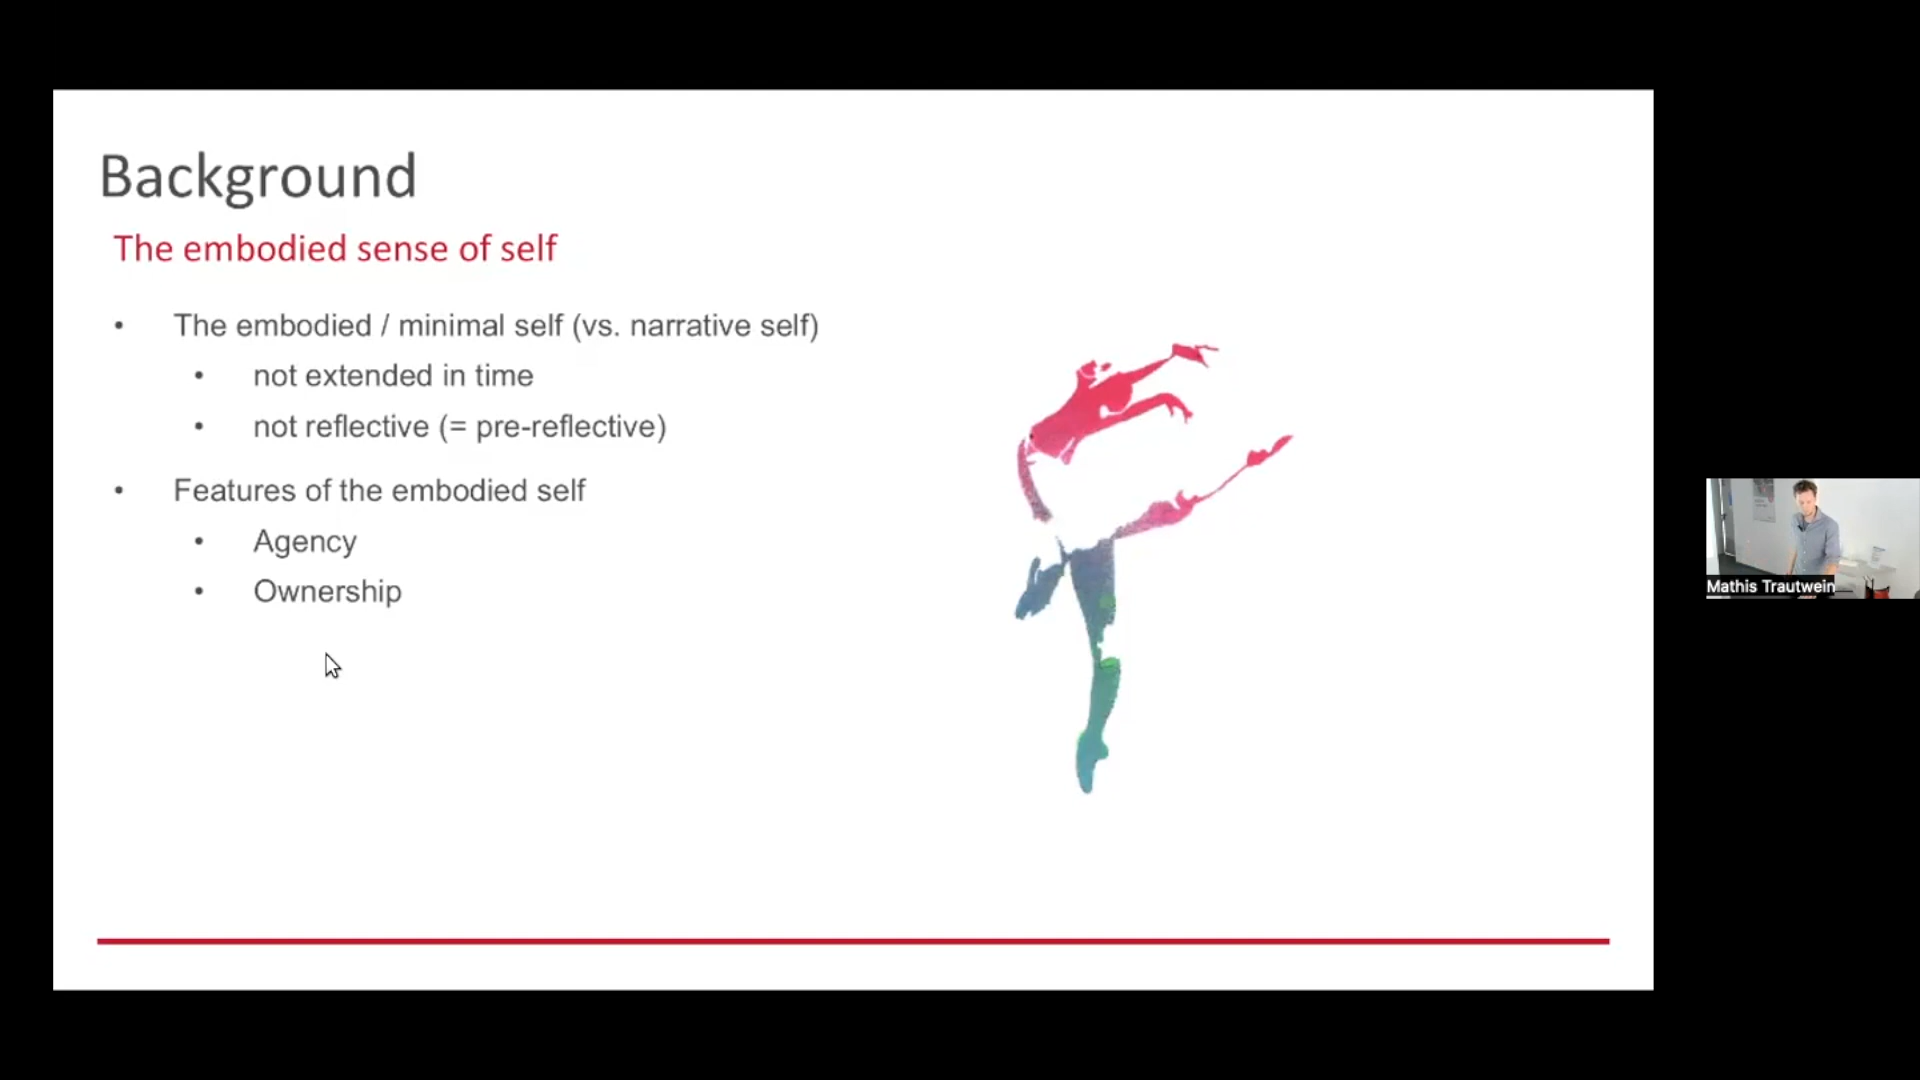 Background
The embodied sense of self
• The embodied / minimal self (vs. narrative self)
• not extended in time
• not reflective (= pre-reflective)
• Features of the embodied self
• Agency
• Ownership
Mathis Trautwein